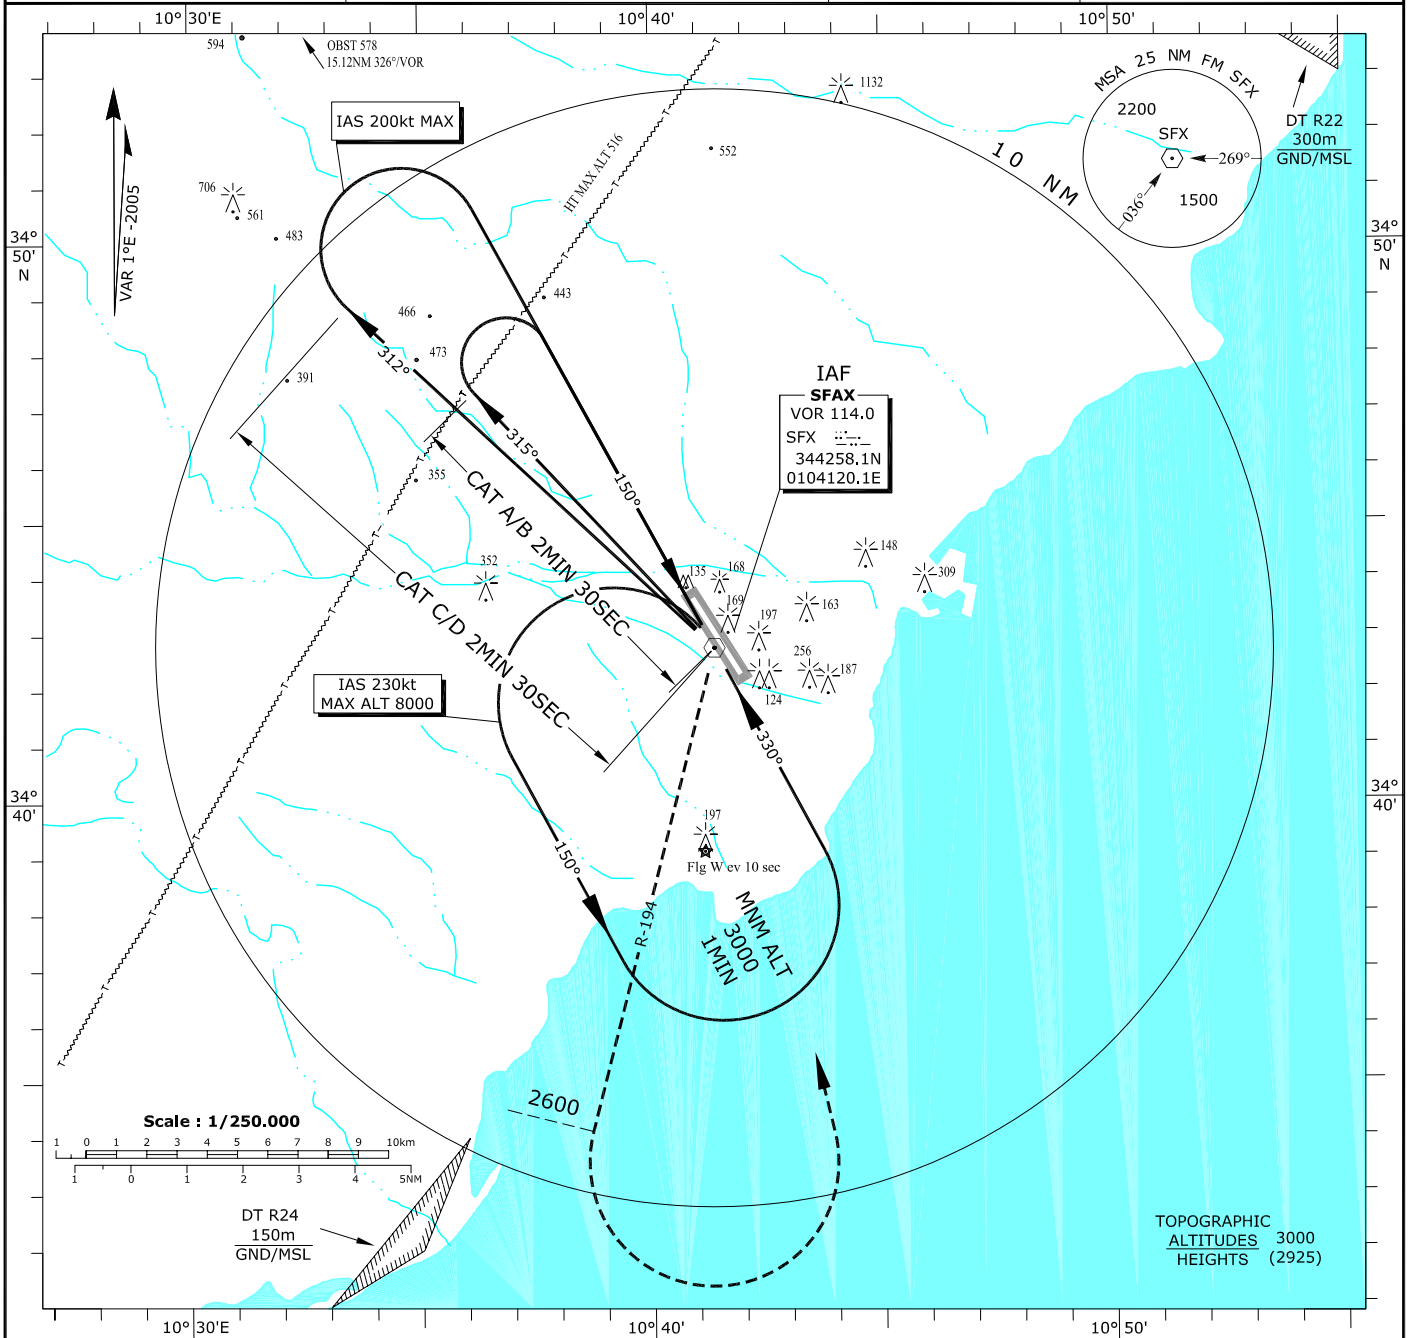 10° 30'E
10° 40'
10° 50'
594
OBST 578
15.12NM 326°/VOR
1132
MSA 25 NM FM SFX
2200
SFX
269°
036°
1500
DT R22
300m
GND/MSL
IAS 200kt MAX
HT MAX ALT 516
552
10 NM
VAR 1°E -2005
706
561
483
34°
50'
N
34°
50'
N
443
466
473
312°
391
315°
IAF
SFAX
VOR 114.0
SFX
344258.1N
0104120.1E
150°
355
CAT A/B 2MIN 30SEC
CAT C/D 2MIN 30SEC
352
148
309
135
168
169
163
197
256
187
124
IAS 230kt
MAX ALT 8000
330°
34°
40'
34°
40'
197
Flg W ev 10 sec
150°
R-194
MNM ALT
3000
1MIN
2600
Scale : 1/250.000
1 0 1 2 3 4 5 6 7 8 9 10km
1 0 1 2 3 4 5NM
DT R24
150m
GND/MSL
TOPOGRAPHIC
ALTITUDES 3000
HEIGHTS (2925)
10° 30'E
10° 40'
10° 50'